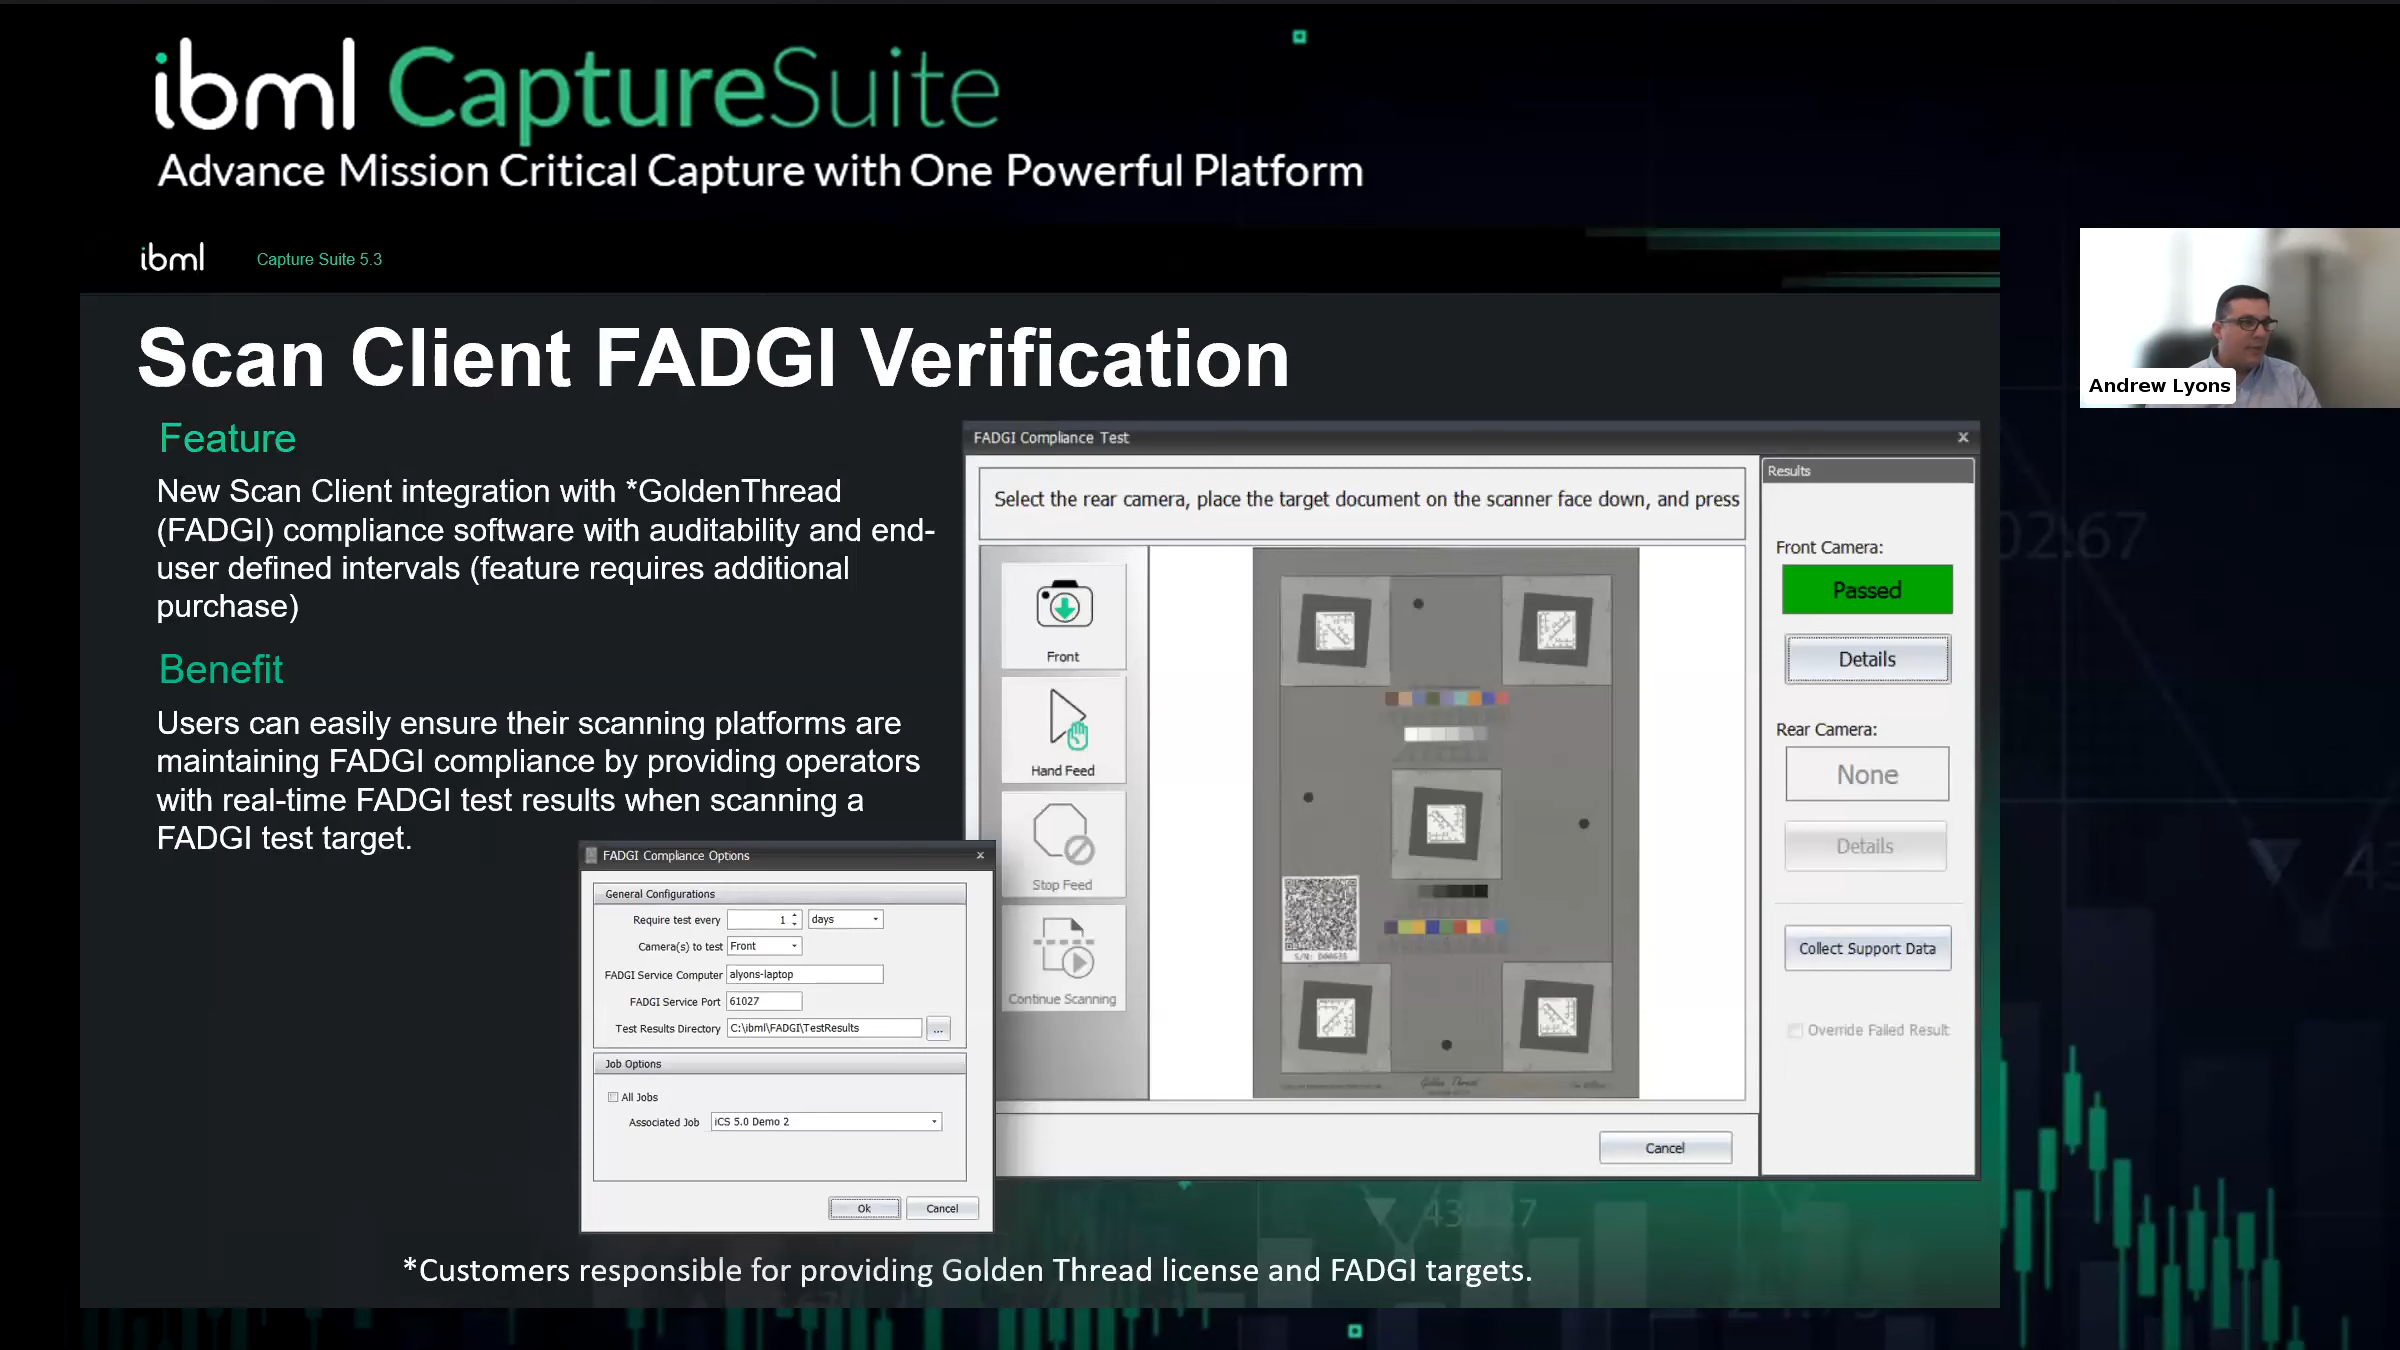 ibml CaptureSuite
Advance Mission Critical Capture with One Powerful Platform
ibml Capture Suite 5.3
Scan Client FADGI Verification
Feature
New Scan Client integration with *GoldenThread
(FADGI) compliance software with auditability and end-
user defined intervals (feature requires additional
purchase)
Benefit
Users can easily ensure their scanning platforms are
maintaining FADGI compliance by providing operators
with real-time FADGI test results when scanning a
FADGI test target.
FADGI Compliance Options
General Configurations
Require test every 1 days
Camera(s) to test Front
FADGI Service Computer alyons-laptop
FADGI Service Port 61027
Test Results Directory C:\ibml\FADGI\TestResults ...
Job Options
All Jobs
Associated Job iCS 5.0 Demo 2
Ok Cancel
FADGI Compliance Test
Select the rear camera, place the target document on the scanner face down, and press
Front
Hand Feed
Stop Feed
Continue Scanning
Golden Thread
Cancel
Results
Front Camera:
Passed
Details
Rear Camera:
None
Details
Collect Support Data
Override Failed Result
*Customers responsible for providing Golden Thread license and FADGI targets.
Andrew Lyons
02:67